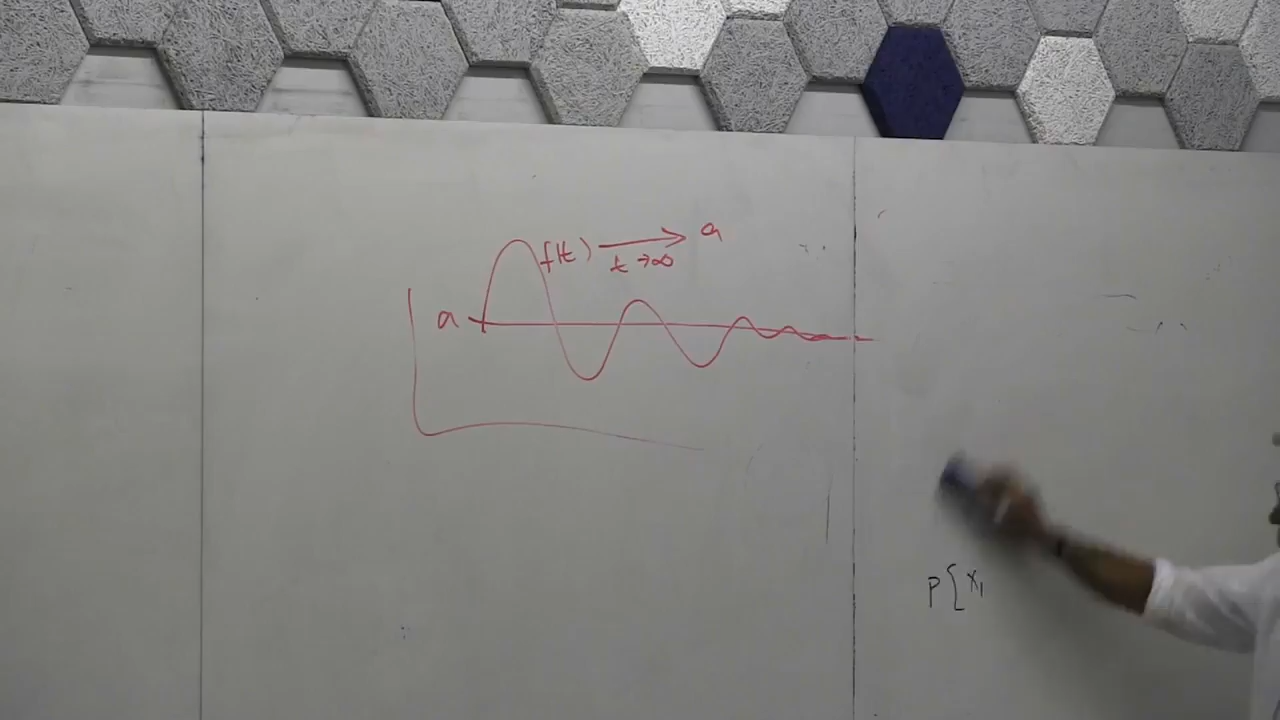 f(t) → a
t→∞
a
P{X₁